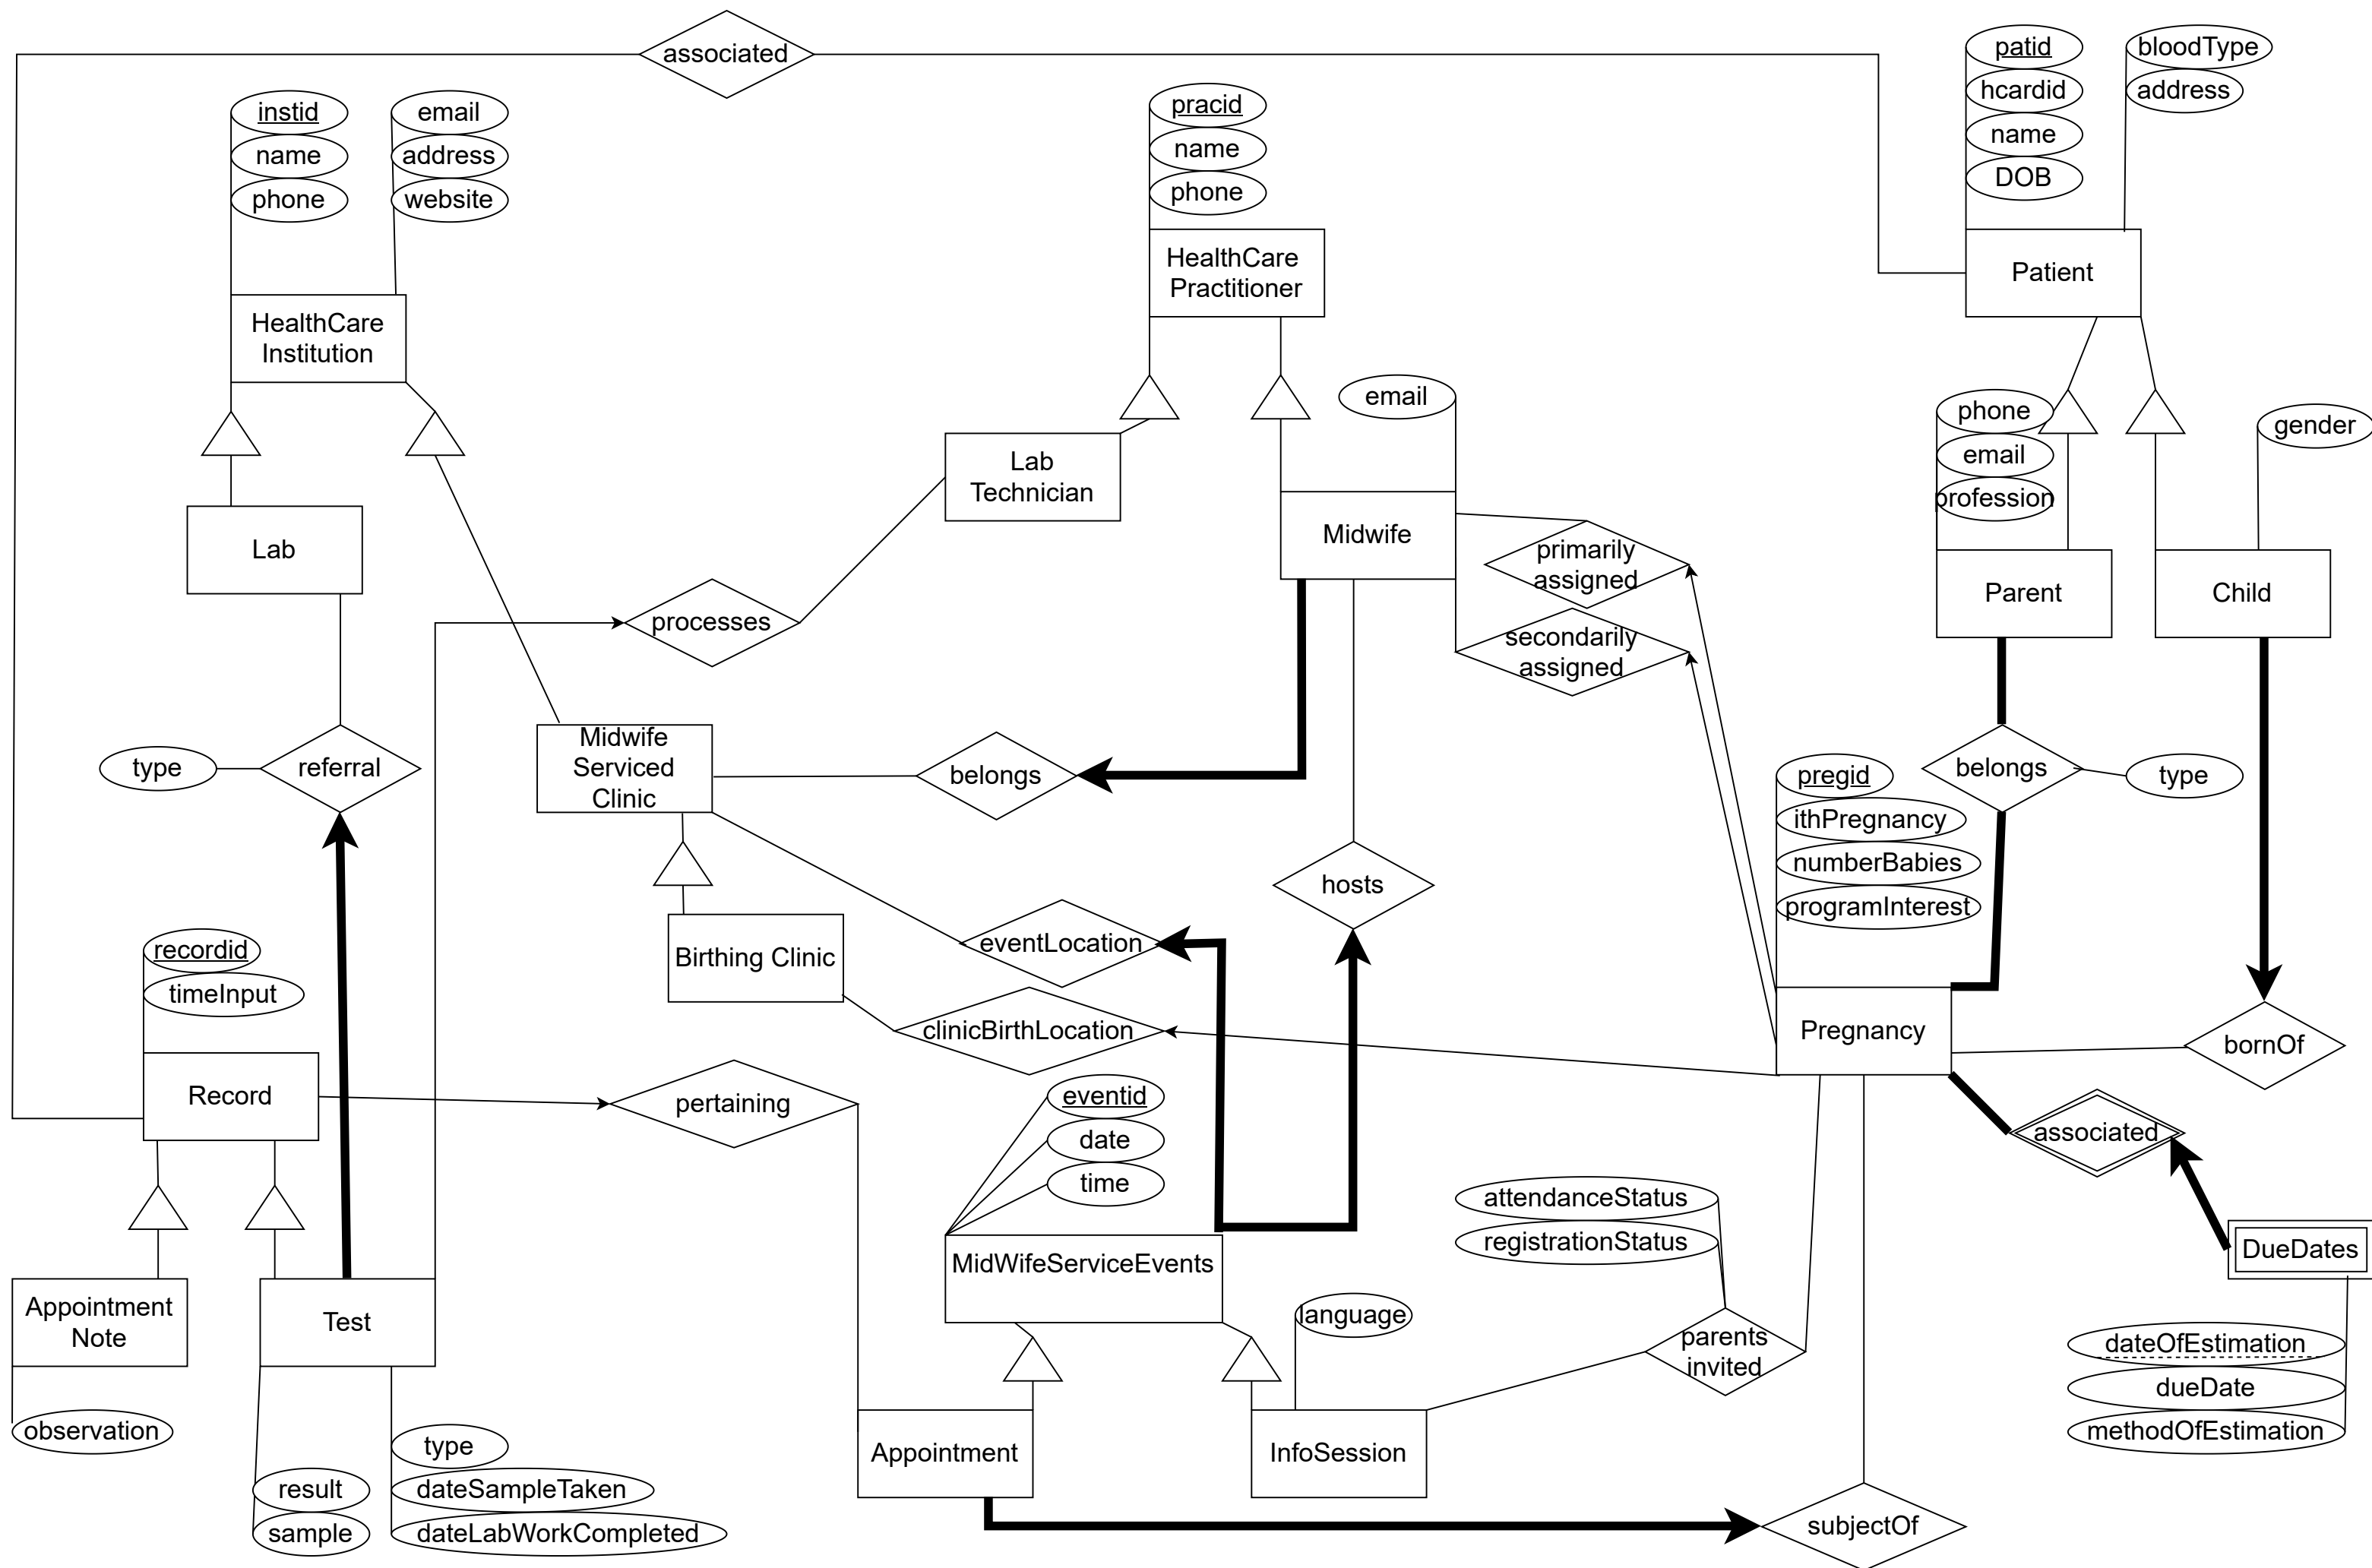 associated
patid
bloodType
hcardid
address
name
DOB
instid
email
name
address
phone
website
pracid
name
phone
HealthCare
Practitioner
Patient
HealthCare
Institution
email
phone
email
profession
gender
Lab
Technician
Lab
Midwife
primarily
assigned
Parent
Child
processes
secondarily
assigned
Midwife
Serviced
Clinic
type
referral
belongs
belongs
type
pregid
ithPregnancy
numberBabies
programInterest
hosts
eventLocation
Birthing Clinic
recordid
timeInput
clinicBirthLocation
Pregnancy
bornOf
Record
pertaining
eventid
date
time
associated
attendanceStatus
registrationStatus
DueDates
MidWifeServiceEvents
Appointment
Note
Test
language
parents
invited
dateOfEstimation
dueDate
methodOfEstimation
observation
type
result
dateSampleTaken
sample
dateLabWorkCompleted
Appointment
InfoSession
subjectOf